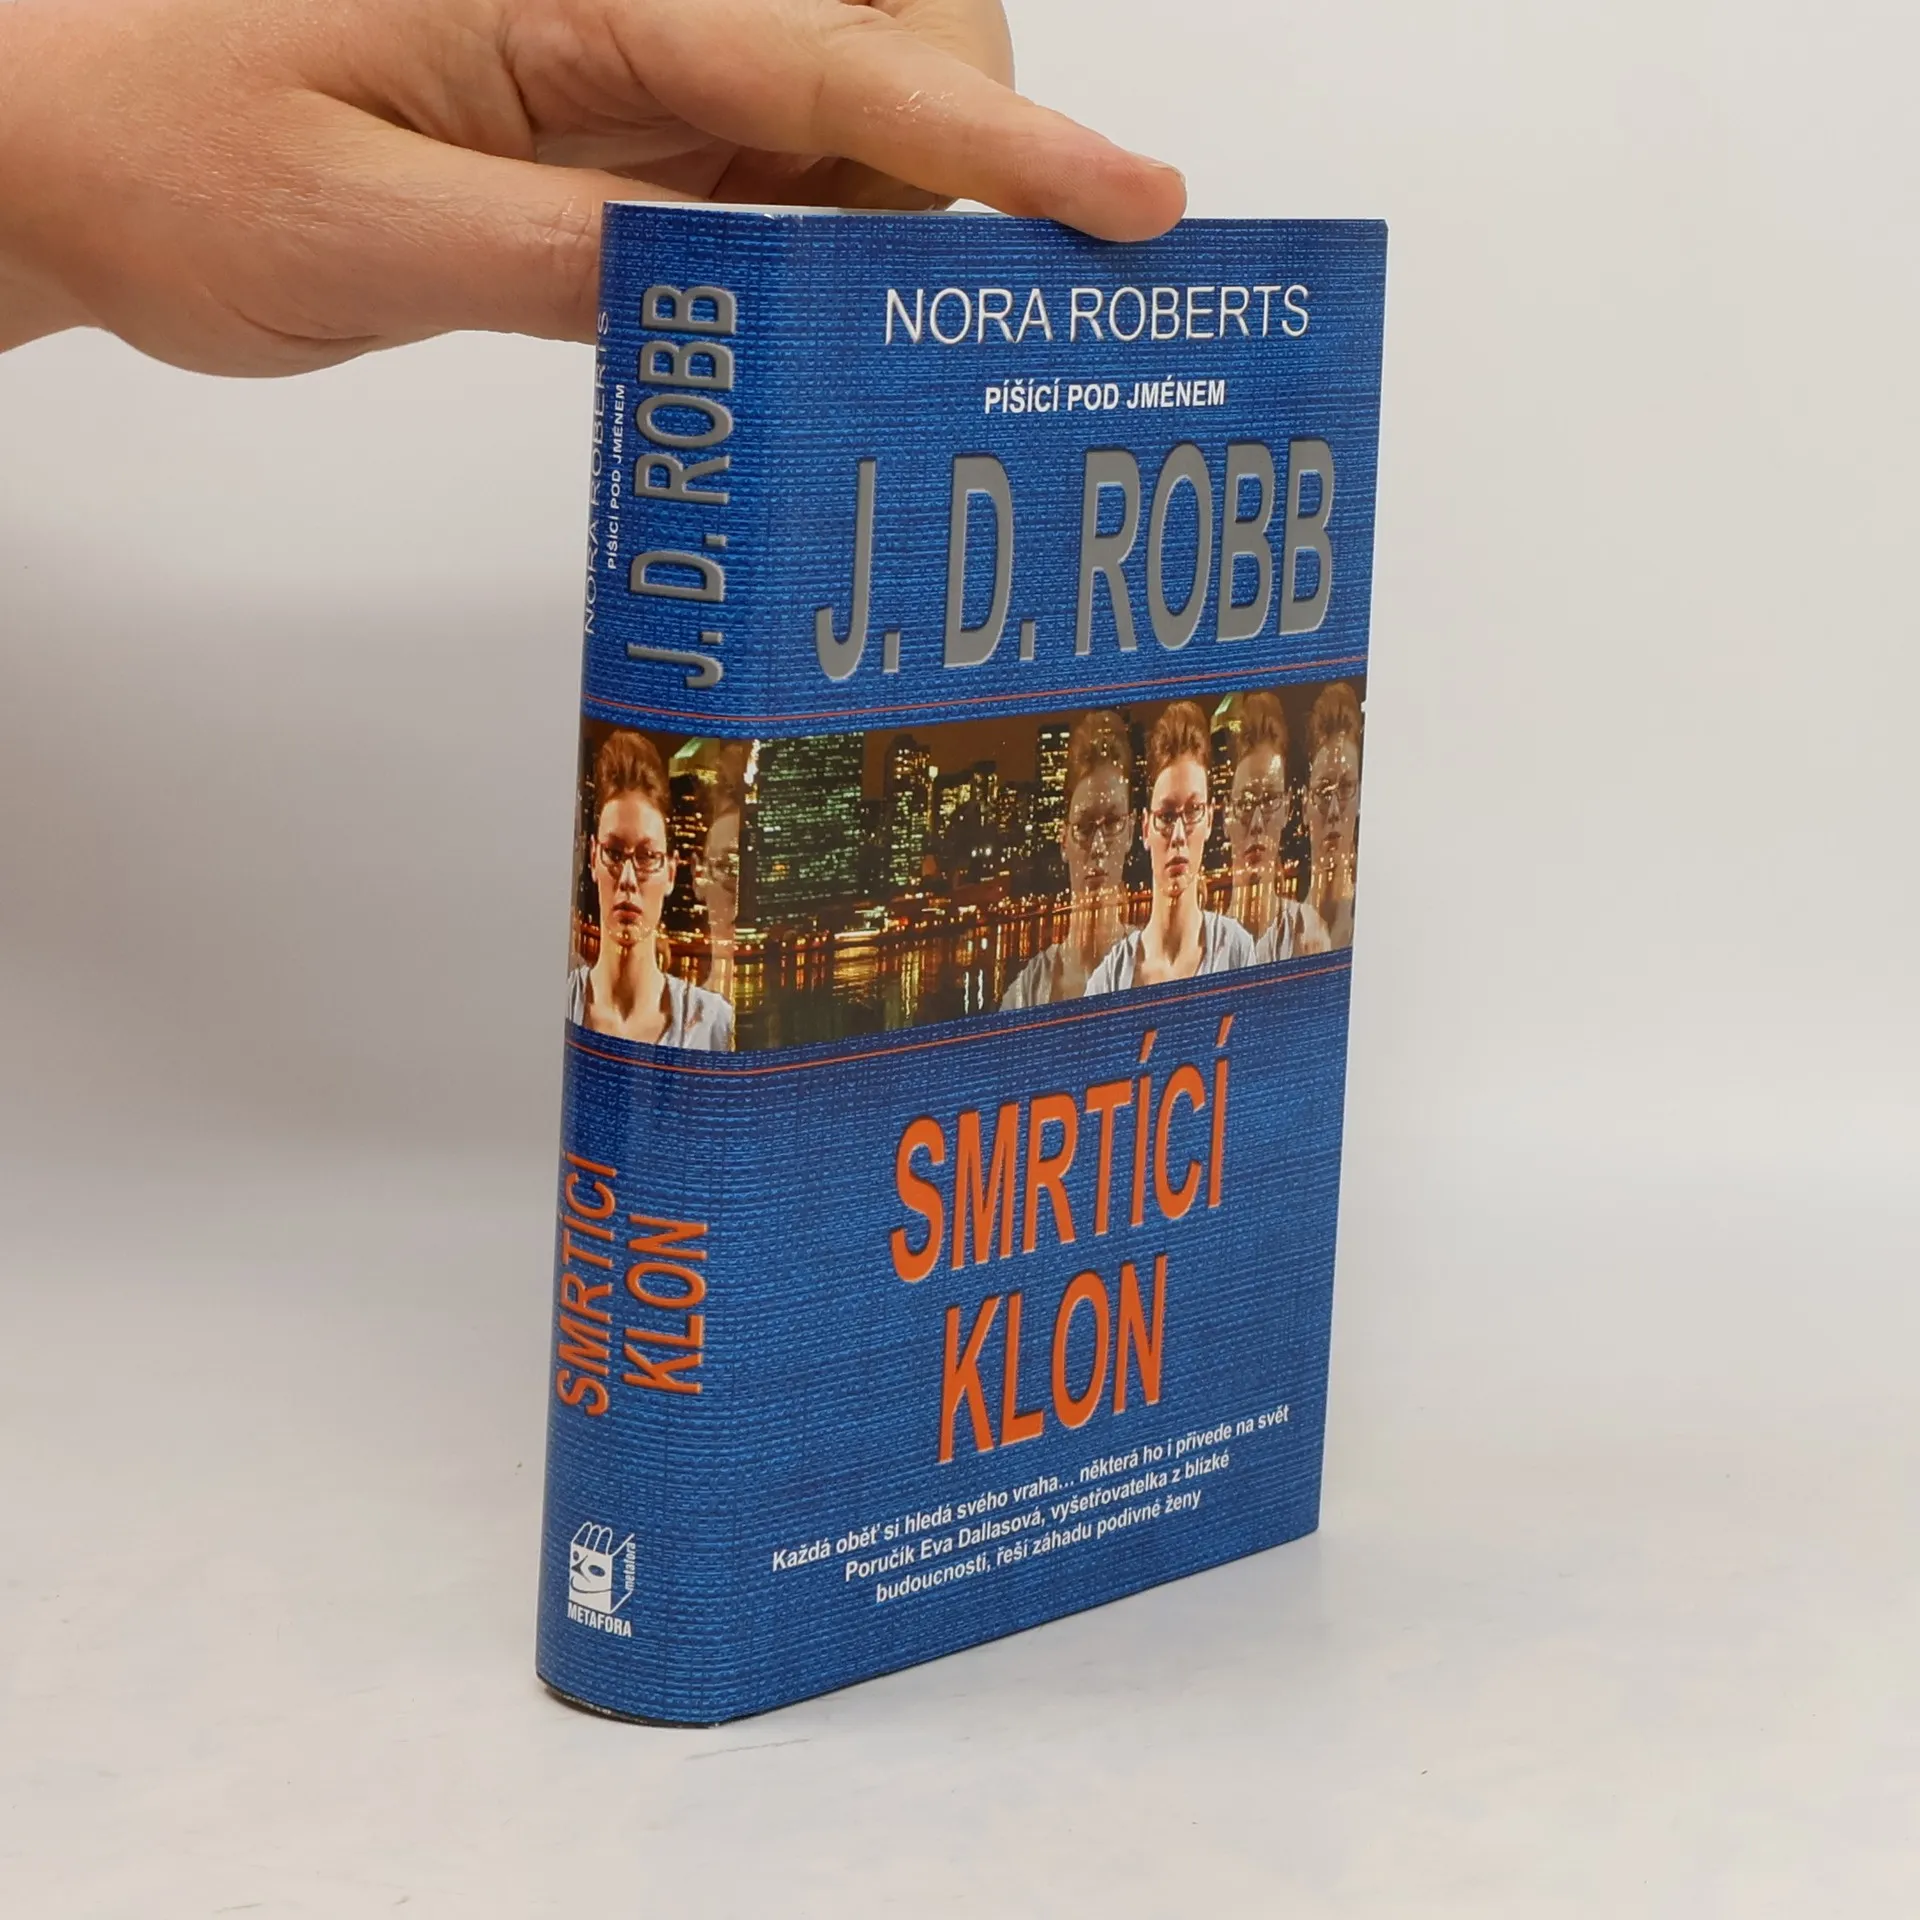 NORA ROBERTS
PÍŠÍCÍ POD JMÉNEM
J. D. ROBB
SMRTÍCÍ
KLON
Každá oběť si hledá svého vraha... některá ho i přivede na svět
Poručík Eva Dallasová, vyšetřovatelka z blízké
budoucnosti, řeší záhadu podivné ženy
NORA ROBERTS
PÍŠÍCÍ POD JMÉNEM
J. D. ROBB
SMRTÍCÍ
KLON
metafora
METAFORA